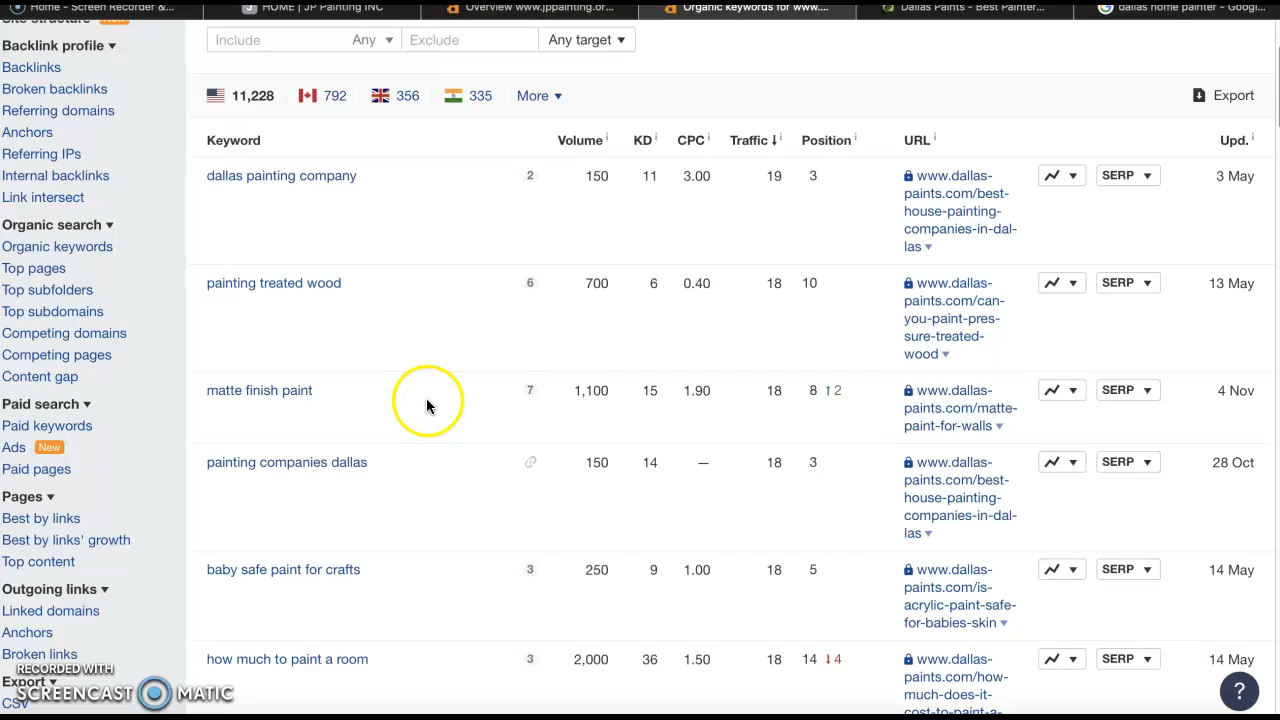 Home - Screen Recorder &...
HOME | JP Painting INC
Overview www.jppainting.or...
Organic keywords for www....
Dallas Paints - Best Painter...
dallas home painter - Goog...
Site structure New
Backlink profile
Backlinks
Broken backlinks
Referring domains
Anchors
Referring IPs
Internal backlinks
Link intersect
Organic search
Organic keywords
Top pages
Top subfolders
Top subdomains
Competing domains
Competing pages
Content gap
Paid search
Paid keywords
Ads New
Paid pages
Pages
Best by links
Best by links' growth
Top content
Outgoing links
Linked domains
Anchors
Broken links
Export
CSV
RECORDED WITH
SCREENCAST MATIC
Include Any Exclude Any target
11,228 792 356 335 More Export
Keyword Volume KD CPC Traffic Position URL Upd.
dallas painting company 2 150 11 3.00 19 3 www.dallas- SERP 3 May
paints.com/best-
house-painting-
companies-in-dal-
las
painting treated wood 6 700 6 0.40 18 10 www.dallas- SERP 13 May
paints.com/can-
you-paint-pres-
sure-treated-
wood
matte finish paint 7 1,100 15 1.90 18 8 ↑2 www.dallas- SERP 4 Nov
paints.com/matte-
paint-for-walls
painting companies dallas 150 14 — 18 3 www.dallas- SERP 28 Oct
paints.com/best-
house-painting-
companies-in-dal-
las
baby safe paint for crafts 3 250 9 1.00 18 5 www.dallas- SERP 14 May
paints.com/is-
acrylic-paint-safe-
for-babies-skin
how much to paint a room 3 2,000 36 1.50 18 14 ↓4 www.dallas- SERP 14 May
paints.com/how-
much-does-it-
cost-to-paint-a-
?